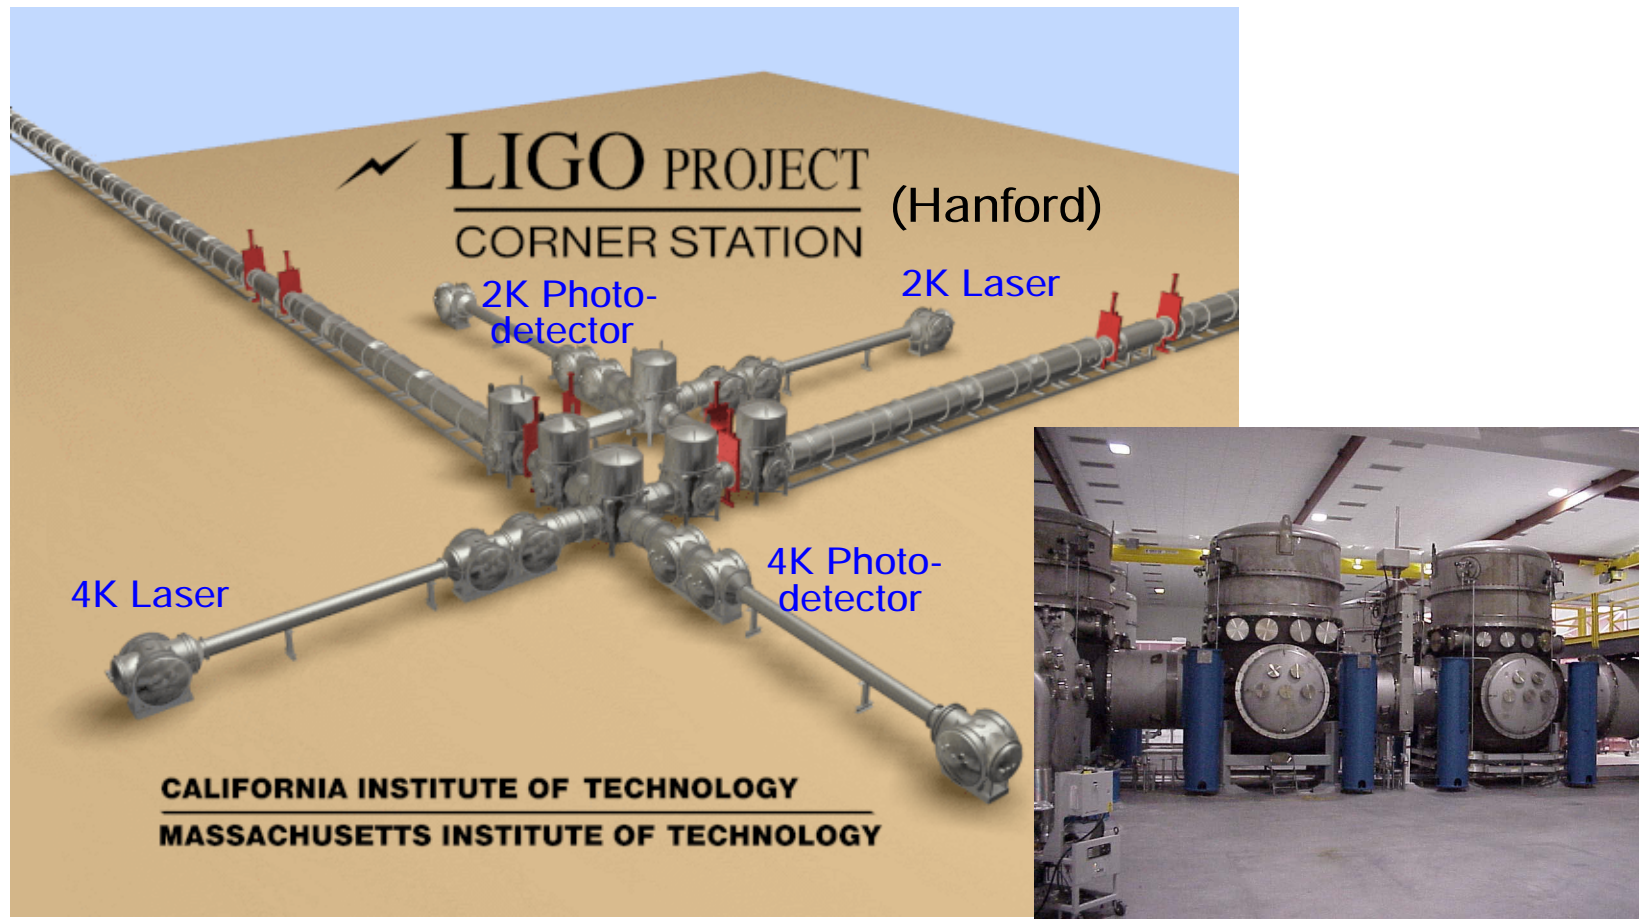 LIGO PROJECT
(Hanford)
CORNER STATION
2K Photo-
detector
2K Laser
4K Photo-
detector
4K Laser
CALIFORNIA INSTITUTE OF TECHNOLOGY
MASSACHUSETTS INSTITUTE OF TECHNOLOGY